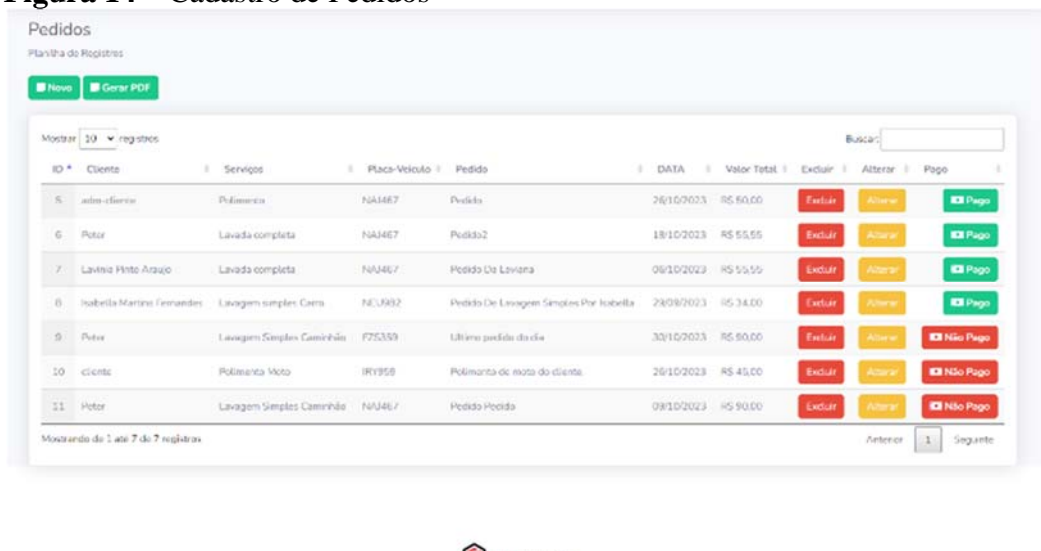 Figura 14 – Cadastro de Pedidos
Pedidos
Planilha de Registros
Novo Gerar PDF
Mostrar 10 registros Buscar:
ID Cliente Serviços Placa-Veiculo Pedido DATA Valor Total Excluir Alterar Pago
5 adm-cliente Polimento NAJ467 Pedido 26/10/2023 R$ 50,00 Excluir Alterar Pago
6 Peter Lavada completa NAJ467 Pedido2 18/10/2023 R$ 55,55 Excluir Alterar Pago
7 Lavinia Pinto Araujo Lavada completa NAJ467 Pedido Da Laviana 06/10/2023 R$ 55,55 Excluir Alterar Pago
8 Isabella Martins Fernandes Lavagem simples Carro NEU982 Pedido De Lavagem Simples Por Isabella R$ 34,00 Excluir Alterar Pago
9 Peter Lavagem Simples Caminhão Ultimo pedido do dia 30/10/2023 R$ 90,00 Excluir Alterar Não Pago
10 cliente Polimento Moto IRY958 Polimento de moto do cliente 26/10/2023 R$ 45,00 Excluir Alterar Não Pago
11 Peter Lavagem Simples Caminhão NAJ467 Pedido Pedido 09/10/2023 R$ 90,00 Excluir Alterar Não Pago
Mostrando de 1 até 7 de 7 registros Anterior 1 Seguinte